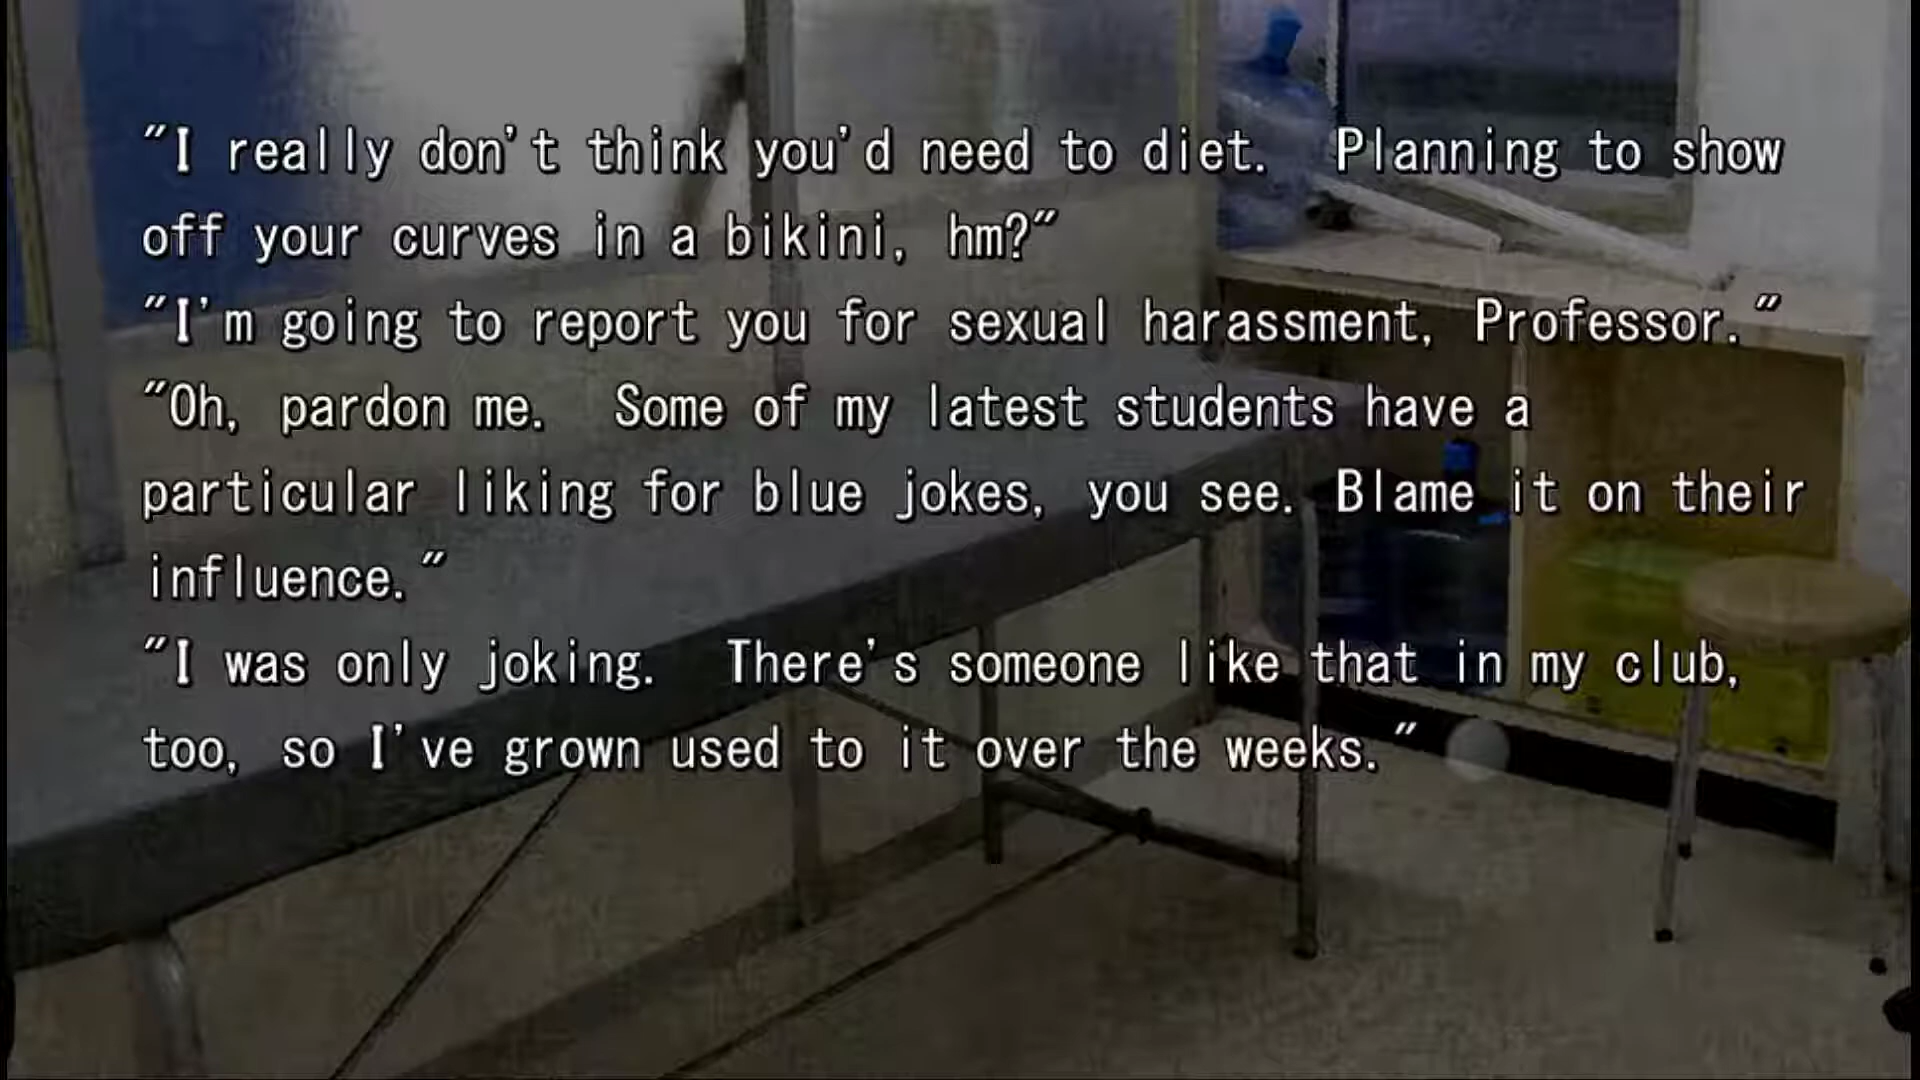 "I really don't think you'd need to diet.  Planning to show
off your curves in a bikini, hm?"
"I'm going to report you for sexual harassment, Professor."
"Oh, pardon me.  Some of my latest students have a
particular liking for blue jokes, you see. Blame it on their
influence."
"I was only joking.  There's someone like that in my club,
too, so I've grown used to it over the weeks."